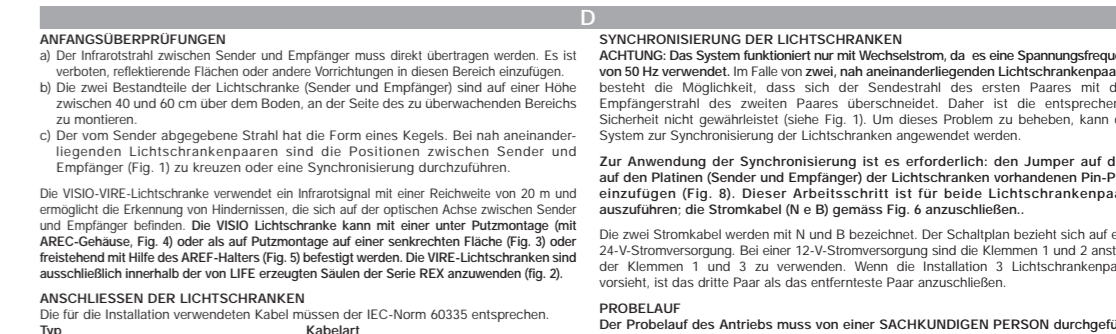 D
ANFANGSÜBERPRÜFUNGEN
a) Der Infrarotstrahl zwischen Sender und Empfänger muss direkt übertragen werden. Es ist
verboten, reflektierende Flächen oder andere Vorrichtungen in diesen Bereich einzufügen.
b) Die zwei Bestandteile der Lichtschranke (Sender und Empfänger) sind auf einer Höhe
zwischen 40 und 60 cm über dem Boden, an der Seite des zu überwachenden Bereichs
zu montieren.
c) Der vom Sender abgegebene Strahl hat die Form eines Kegels. Bei nah aneinander-
liegenden Lichtschrankenpaaren sind die Positionen zwischen Sender und
Empfänger (Fig. 1) zu kreuzen oder eine Synchronisierung durchzuführen.
Die VISIO-VIRE-Lichtschranke verwendet ein Infrarotsignal mit einer Reichweite von 20 m und
ermöglicht die Erkennung von Hindernissen, die sich auf der optischen Achse zwischen Sender
und Empfänger befinden. Die VISIO Lichtschranke kann mit einer unter Putzmontage (mit
AREC-Gehäuse, Fig. 4) oder als auf Putzmontage auf einer senkrechten Fläche (Fig. 3) oder
freistehend mit Hilfe des AREF-Halters (Fig. 5) befestigt werden. Die VIRE-Lichtschranken sind
ausschließlich innerhalb der von LIFE erzeugten Säulen der Serie REX anzuwenden (fig. 2).
ANSCHLIESSEN DER LICHTSCHRANKEN
Die für die Installation verwendeten Kabel müssen der IEC-Norm 60335 entsprechen.
Typ Kabelart
SYNCHRONISIERUNG DER LICHTSCHRANKEN
ACHTUNG: Das System funktioniert nur mit Wechselstrom, da es eine Spannungsfreque
von 50 Hz verwendet. Im Falle von zwei, nah aneinanderliegenden Lichtschrankenpaa
besteht die Möglichkeit, dass sich der Sendestrahl des ersten Paares mit d
Empfängerstrahl des zweiten Paares überschneidet. Daher ist die entsprechen
Sicherheit nicht gewährleistet (siehe Fig. 1). Um dieses Problem zu beheben, kann
System zur Synchronisierung der Lichtschranken angewendet werden.
Zur Anwendung der Synchronisierung ist es erforderlich: den Jumper auf d
auf den Platinen (Sender und Empfänger) der Lichtschranken vorhandenen Pin-P
einzufügen (Fig. 8). Dieser Arbeitsschritt ist für beide Lichtschrankenpaa
auszuführen; die Stromkabel (N e B) gemäss Fig. 6 anzuschließen..
Die zwei Stromkabel werden mit N und B bezeichnet. Der Schaltplan bezieht sich auf e
24-V-Stromversorgung. Bei einer 12-V-Stromversorgung sind die Klemmen 1 und 2 anst
der Klemmen 1 und 3 zu verwenden. Wenn die Installation 3 Lichtschrankenpa
vorsieht, ist das dritte Paar als das entfernteste Paar anzuschließen.
PROBELAUF
Der Probelauf des Antriebs muss von einer SACHKUNDIGEN PERSON durchgefü